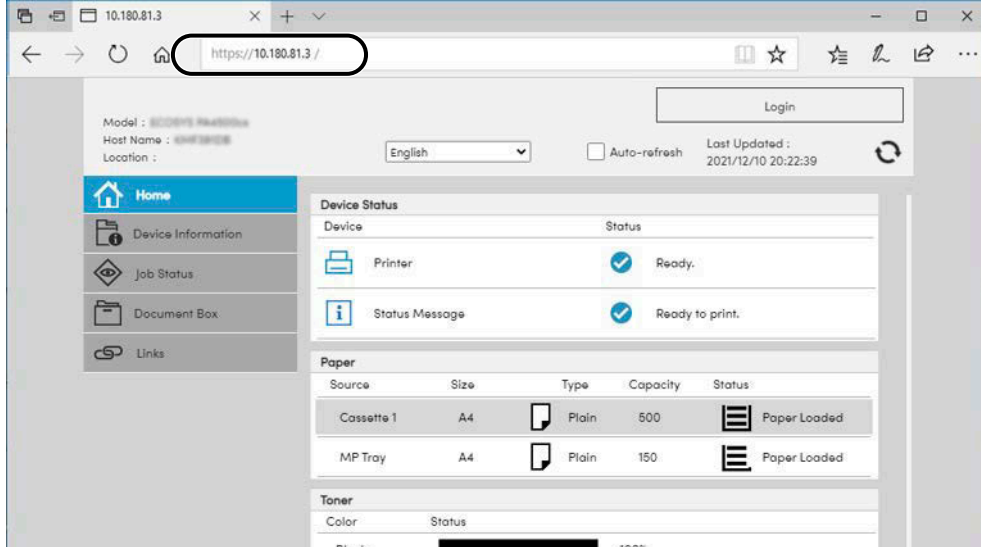 10.180.81.3
https://10.180.81.3 /
Login
Model :
Host Name :
Location :
English
Auto-refresh
Last Updated :
2021/12/10 20:22:39
Home
Device Information
Job Status
Document Box
Links
Device Status
Device Status
Printer Ready.
Status Message Ready to print.
Paper
Source Size Type Capacity Status
Cassette 1 A4 Plain 500 Paper Loaded
MP Tray A4 Plain 150 Paper Loaded
Toner
Color Status